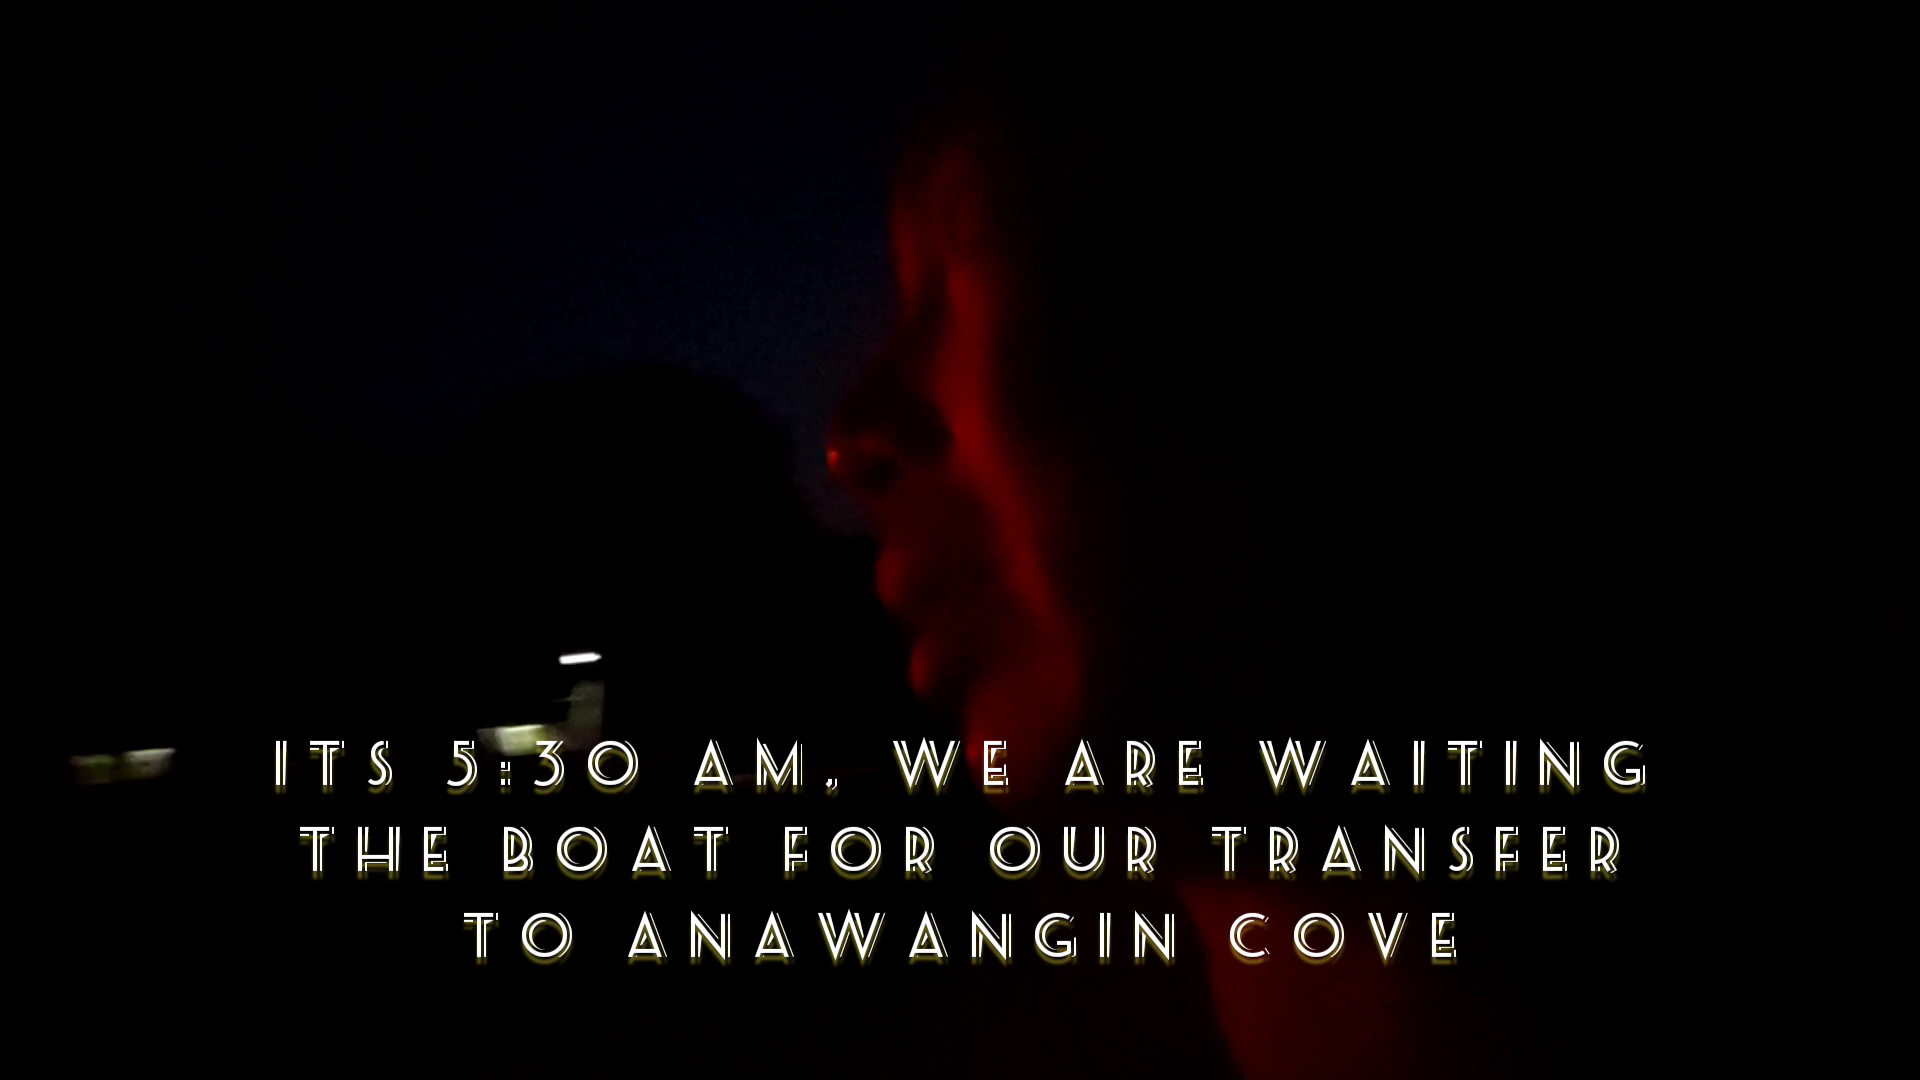 ITS 5:30 AM, WE ARE WAITING
THE BOAT FOR OUR TRANSFER
TO ANAWANGIN COVE